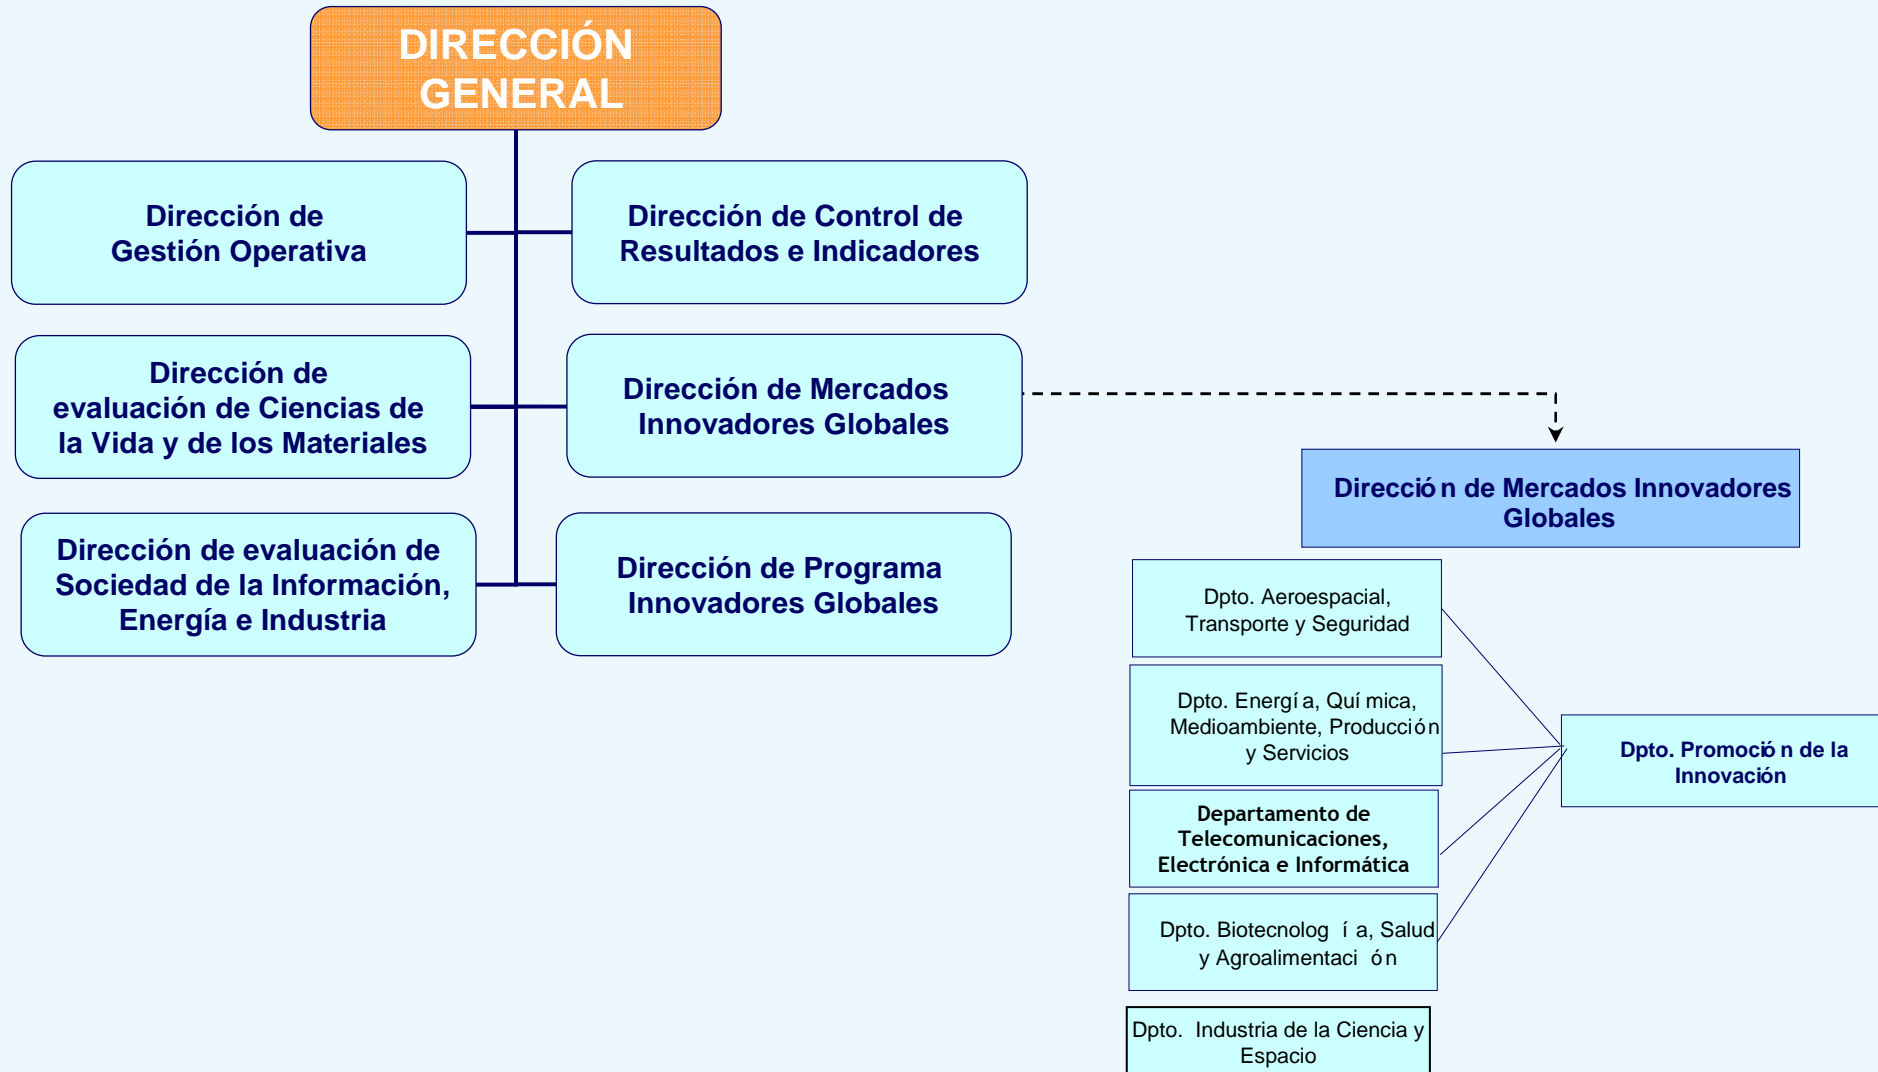 DIRECCIÓN
GENERAL
Dirección de
Gestión Operativa
Dirección de Control de
Resultados e Indicadores
Dirección de
evaluación de Ciencias de
la Vida y de los Materiales
Dirección de Mercados
Innovadores Globales
Dirección de evaluación de
Sociedad de la Información,
Energía e Industria
Dirección de Programa
Innovadores Globales
Dirección de Mercados Innovadores
Globales
Dpto. Aeroespacial,
Transporte y Seguridad
Dpto. Energía, Química,
Medioambiente, Producción
y Servicios
Departamento de
Telecomunicaciones,
Electrónica e Informática
Dpto. Biotecnología, Salud
y Agroalimentación
Dpto. Industria de la Ciencia y
Espacio
Dpto. Promoción de la
Innovación